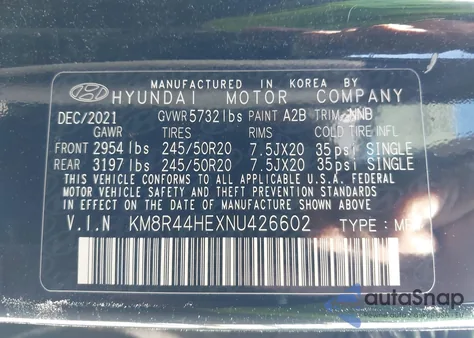 MANUFACTURED IN KOREA BY
HYUNDAI MOTOR COMPANY
DEC/2021 GVWR 5732 lbs PAINT A2B TRIM NNB
GAWR TIRES RIMS COLD TIRE INFL
FRONT 2954 lbs 245/50R20 7.5JX20 35psi SINGLE
REAR 3197 lbs 245/50R20 7.5JX20 35psi SINGLE
THIS VEHICLE CONFORMS TO ALL APPLICABLE U.S.A. FEDERAL
MOTOR VEHICLE SAFETY AND THEFT PREVENTION STANDARDS
IN EFFECT ON THE DATE OF MANUFACTURE SHOWN ABOVE.
V.I.N KM8R44HEXNU426602 TYPE: MPV
autoSnap